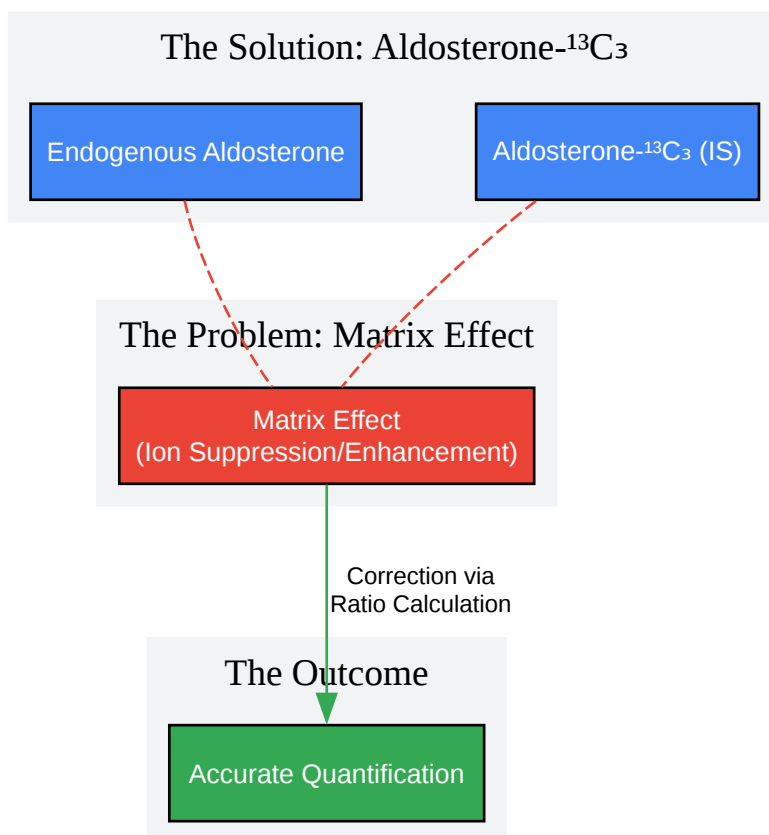 The Solution: Aldosterone-¹³C₃
Endogenous Aldosterone
Aldosterone-¹³C₃ (IS)
The Problem: Matrix Effect
Matrix Effect
(Ion Suppression/Enhancement)
Correction via
Ratio Calculation
The Outcome
Accurate Quantification